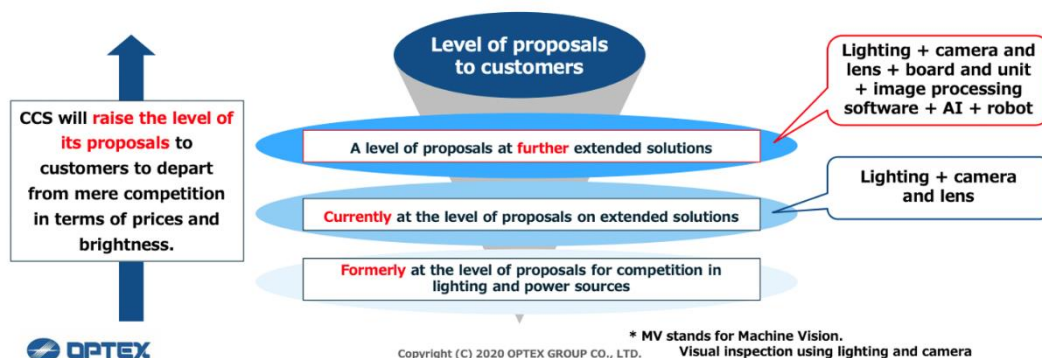 Level of proposals
to customers
Lighting + camera and
lens + board and unit
+ image processing
software + AI + robot
CCS will raise the level of
its proposals to
customers to depart
from mere competition
in terms of prices and
brightness.
A level of proposals at further extended solutions
Lighting + camera
and lens
Currently at the level of proposals on extended solutions
Formerly at the level of proposals for competition in
lighting and power sources
* MV stands for Machine Vision.
Visual inspection using lighting and camera
OPTEX
Copyright (C) 2020 OPTEX GROUP CO., LTD.